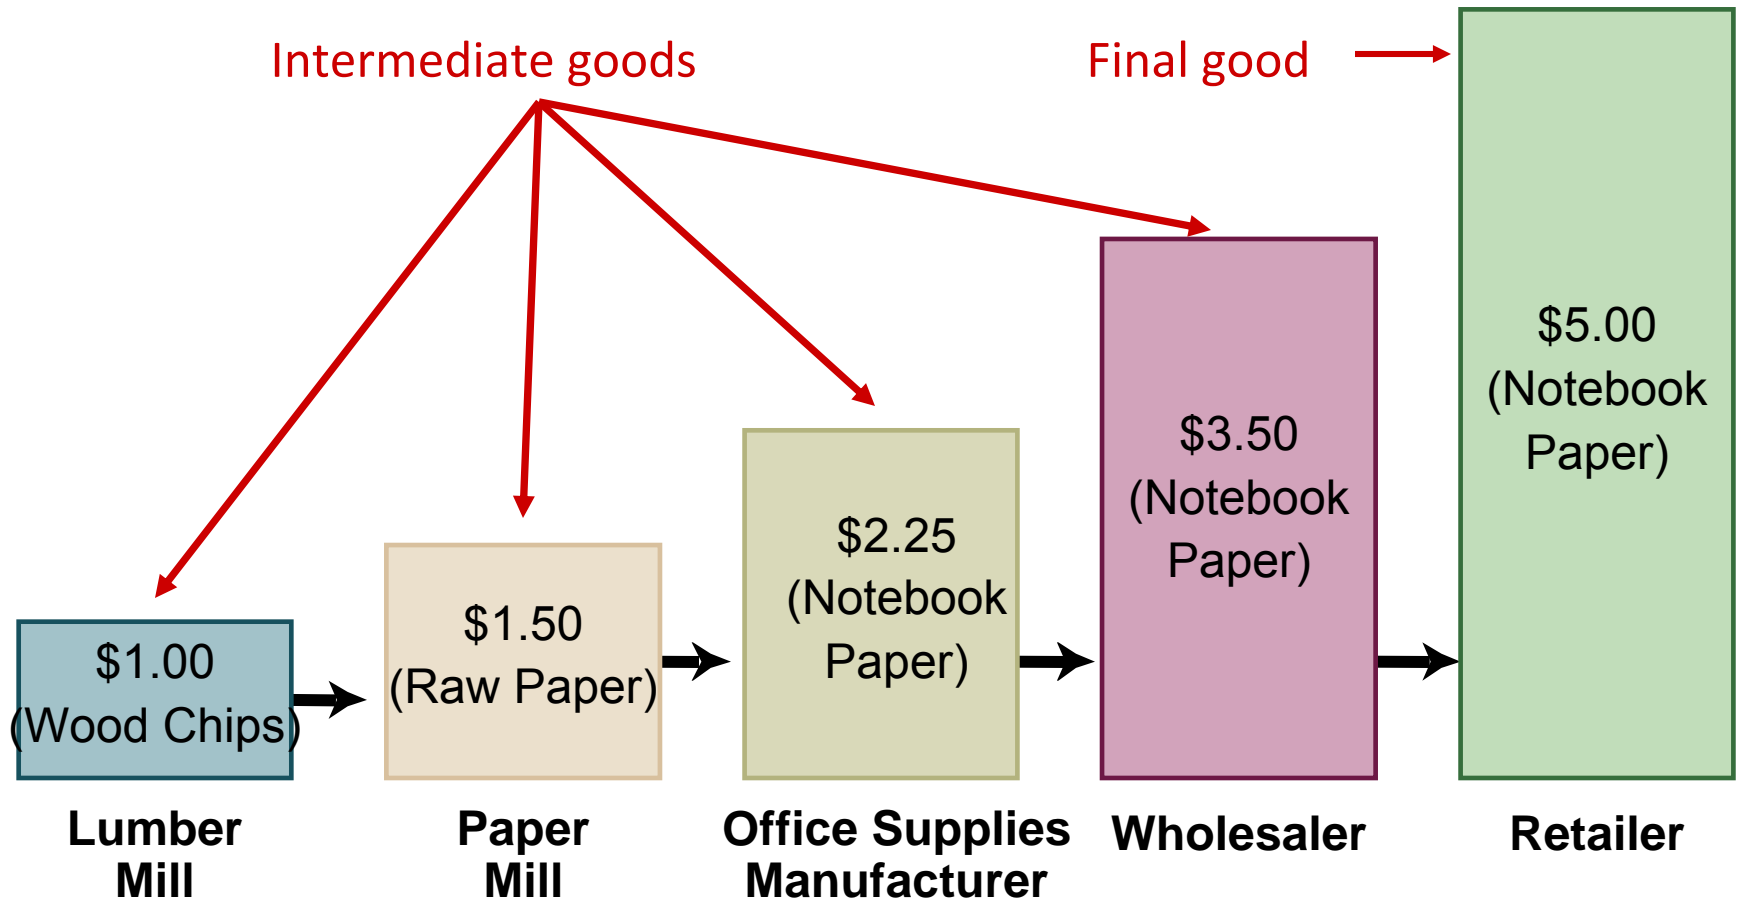 Intermediate goods
Final good
$1.00
(Wood Chips)
$1.50
(Raw Paper)
$2.25
(Notebook
Paper)
$3.50
(Notebook
Paper)
$5.00
(Notebook
Paper)
Lumber
Mill
Paper
Mill
Office Supplies
Manufacturer
Wholesaler
Retailer